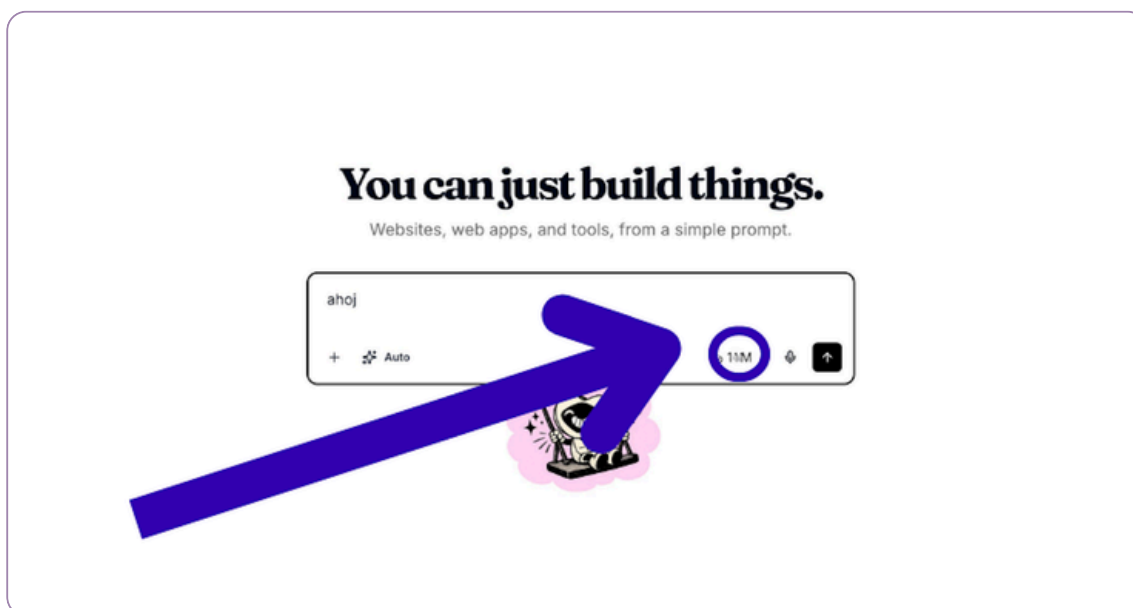 You can just build things.
Websites, web apps, and tools, from a simple prompt.
ahoj
+ Auto